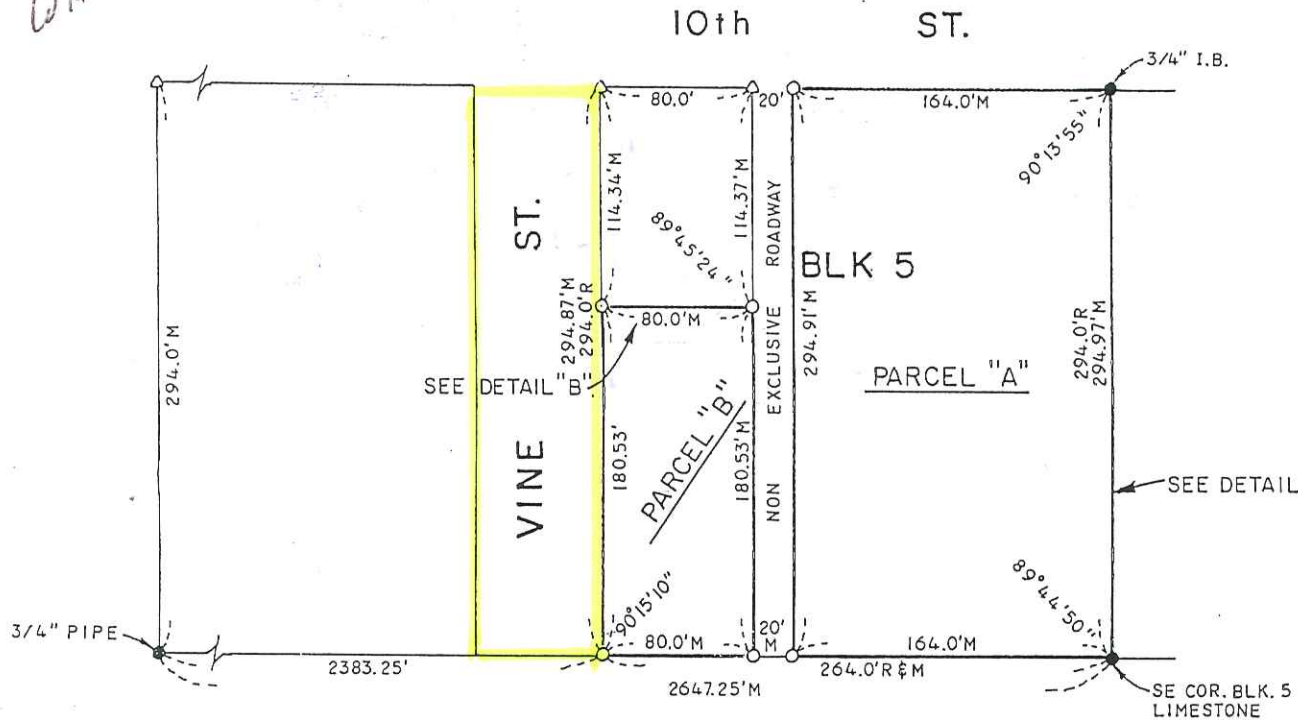 10th ST.
3/4" I.B.
80.0'
20'
164.0'M
90°13'55"
114.34'M
114.37'M
89°45'24"
VINE ST.
NON EXCLUSIVE ROADWAY
BLK 5
294.0'M
294.87'M
294.0'R
80.0'M
294.91'M
294.0'R
294.97'M
SEE DETAIL "B"
PARCEL "A"
PARCEL "B"
180.53'
180.53'M
SEE DETAIL
90°15'10"
89°44'50"
3/4" PIPE
80.0'M
20'
M
164.0'M
2383.25'
264.0'R & M
2647.25'M
SE COR. BLK. 5
LIMESTONE